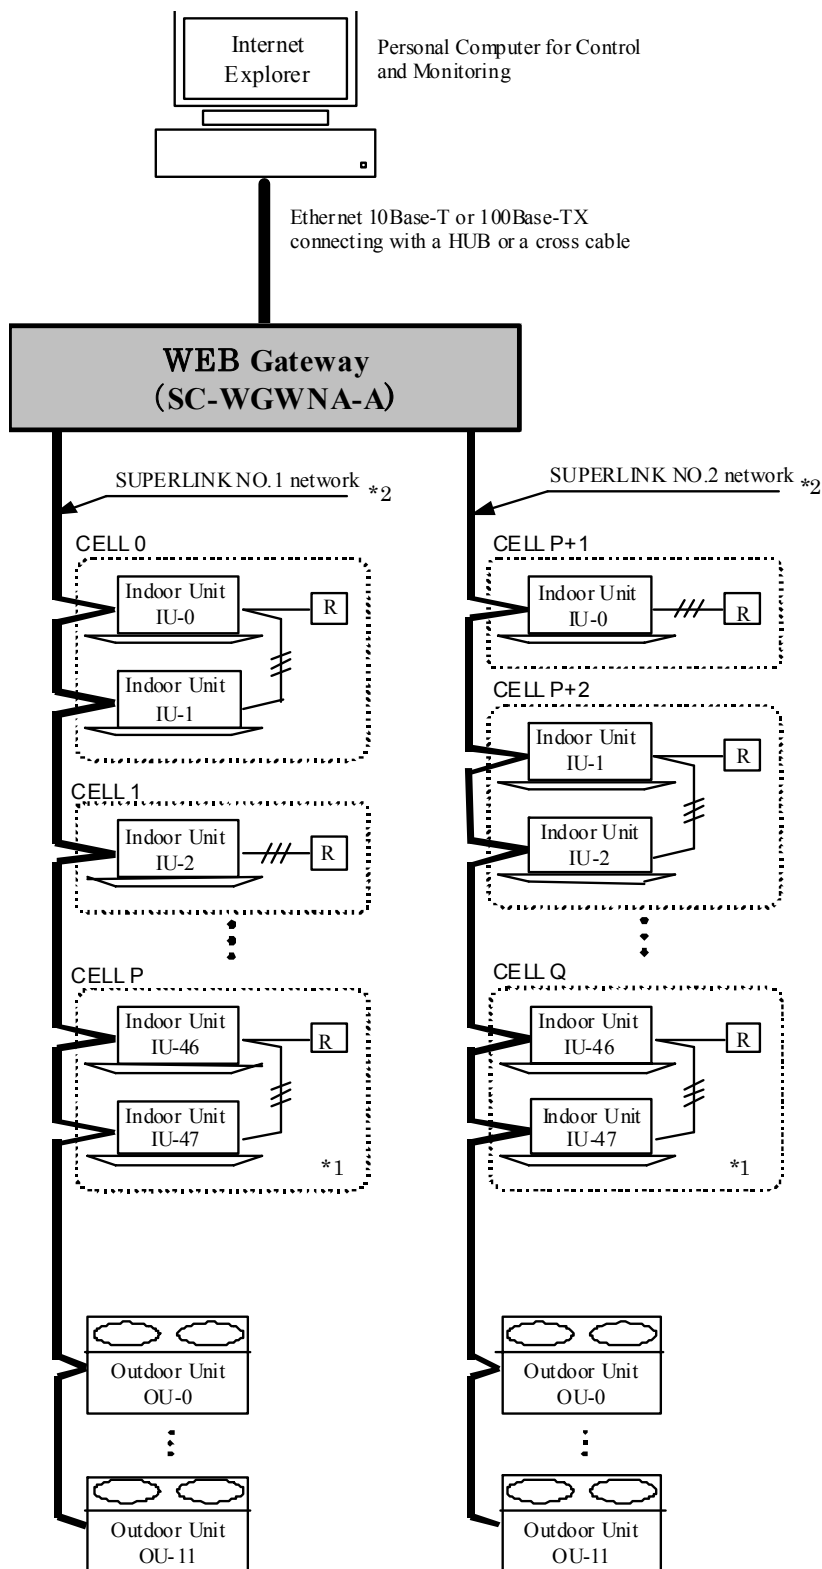 Internet
Explorer
Personal Computer for Control
and Monitoring
Ethernet 10Base-T or 100Base-TX
connecting with a HUB or a cross cable
WEB Gateway
(SC-WGWNA-A)
SUPERLINK NO.1 network *2
CELL 0
Indoor Unit
IU-0
R
Indoor Unit
IU-1
CELL 1
Indoor Unit
IU-2
R
CELL P
Indoor Unit
IU-46
R
Indoor Unit
IU-47
*1
Outdoor Unit
OU-0
Outdoor Unit
OU-11
SUPERLINK NO.2 network *2
CELL P+1
Indoor Unit
IU-0
R
CELL P+2
Indoor Unit
IU-1
R
Indoor Unit
IU-2
CELL Q
Indoor Unit
IU-46
R
Indoor Unit
IU-47
*1
Outdoor Unit
OU-0
Outdoor Unit
OU-11